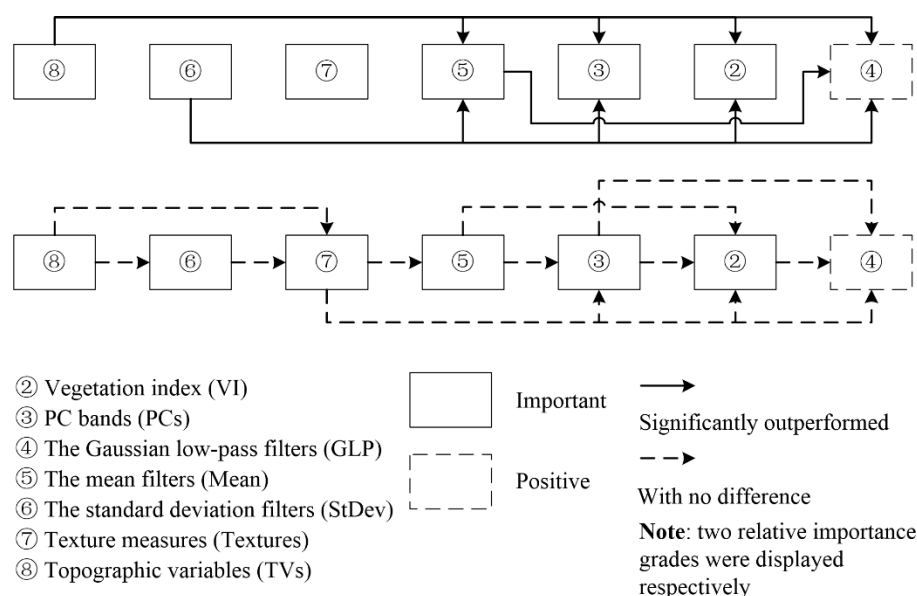 ⑧ ⑥ ⑦ ⑤ ③ ② ④
⑧ ⑥ ⑦ ⑤ ③ ② ④
② Vegetation index (VI)
③ PC bands (PCs)
④ The Gaussian low-pass filters (GLP)
⑤ The mean filters (Mean)
⑥ The standard deviation filters (StDev)
⑦ Texture measures (Textures)
⑧ Topographic variables (TVs)
Important
Positive
Significantly outperformed
With no difference
Note: two relative importance
grades were displayed
respectively